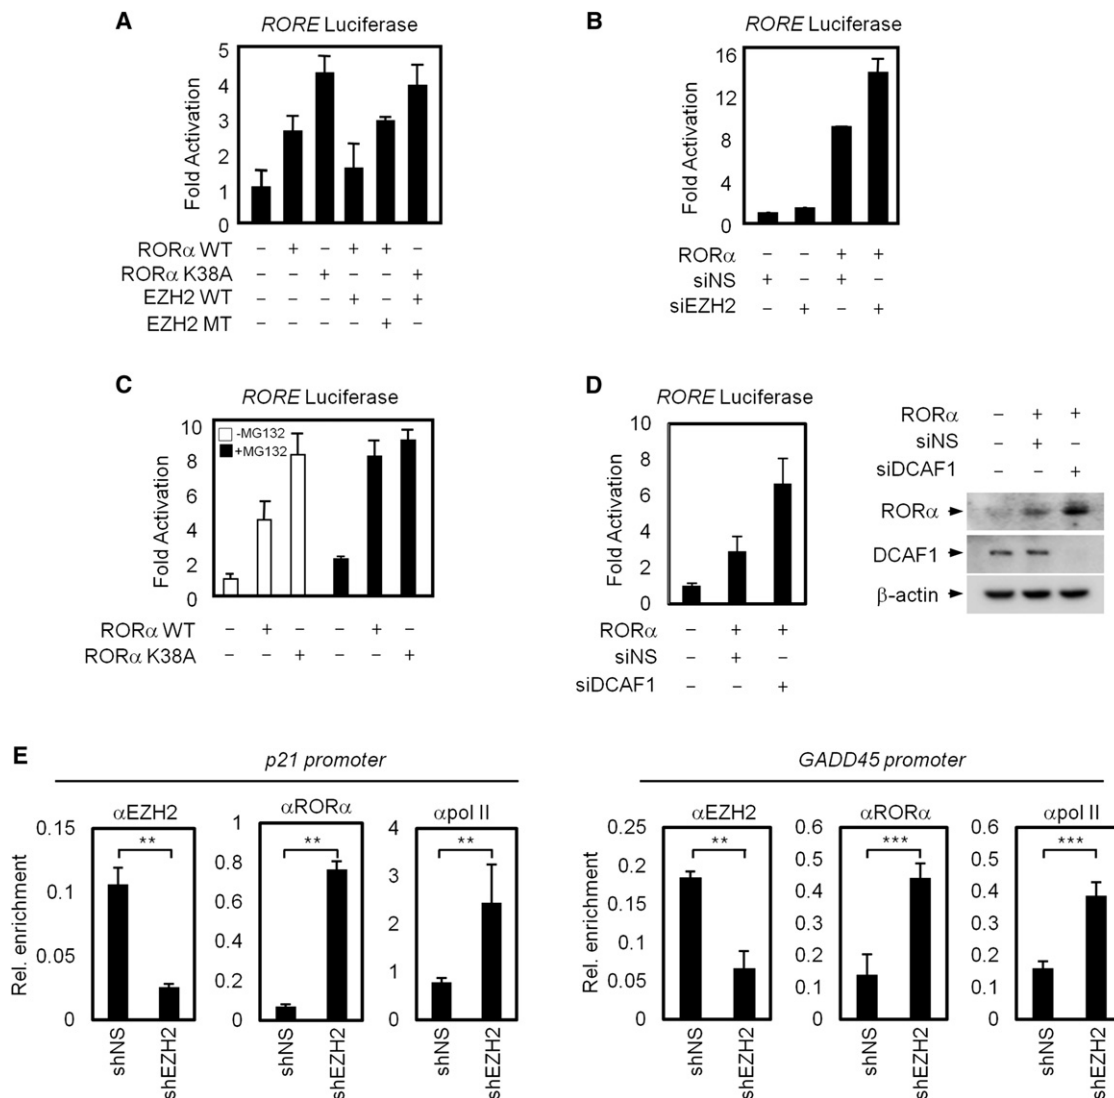 A
RORE Luciferase
Fold Activation
5
4
3
2
1
0
RORα WT – + – + + –
RORα K38A – – + – – +
EZH2 WT – – – + – +
EZH2 MT – – – – + –
B
RORE Luciferase
Fold Activation
16
12
8
4
0
RORα – – + +
siNS + – + –
siEZH2 – + – +
C
RORE Luciferase
Fold Activation
10
8
6
4
2
0
-MG132
+MG132
RORα WT – + – – + –
RORα K38A – – + – – +
D
RORE Luciferase
Fold Activation
10
8
6
4
2
0
RORα – + +
siNS – + –
siDCAF1 – – +
RORα – + +
siNS – + –
siDCAF1 – – +
RORα
DCAF1
β-actin
E
p21 promoter
Rel. enrichment
αEZH2
0.15
0.1
0.05
0
**
shNS
shEZH2
αRORα
1
0.8
0.6
0.4
0.2
0
**
shNS
shEZH2
αpol II
4
3
2
1
0
**
shNS
shEZH2
GADD45 promoter
Rel. enrichment
αEZH2
0.25
0.2
0.15
0.1
0.05
0
**
shNS
shEZH2
αRORα
0.6
0.5
0.4
0.3
0.2
0.1
0
***
shNS
shEZH2
αpol II
0.6
0.5
0.4
0.3
0.2
0.1
0
***
shNS
shEZH2